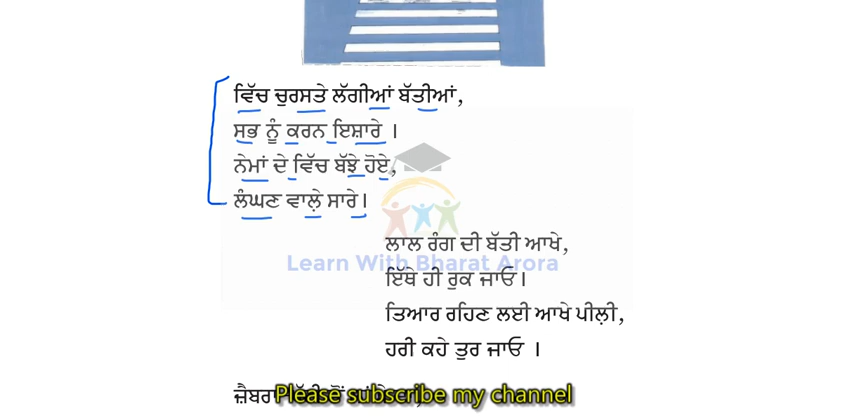 ਵਿੱਚ ਚੁਰਸਤੇ ਲੱਗੀਆਂ ਬੱਤੀਆਂ,
ਸਭ ਨੂੰ ਕਰਨ ਇਸ਼ਾਰੇ ।
ਨੇਮਾਂ ਦੇ ਵਿੱਚ ਬੱਝੇ ਹੋਏ,
ਲੰਘਣ ਵਾਲ਼ੇ ਸਾਰੇ।
ਲਾਲ ਰੰਗ ਦੀ ਬੱਤੀ ਆਖੇ,
Learn With Bharat Arora
ਇੱਥੇ ਹੀ ਰੁਕ ਜਾਓ।
ਤਿਆਰ ਰਹਿਣ ਲਈ ਆਖੇ ਪੀਲ਼ੀ,
ਹਰੀ ਕਹੇ ਤੁਰ ਜਾਓ ।
ਜ਼ੈਬਰਾ
Please subscribe my channel